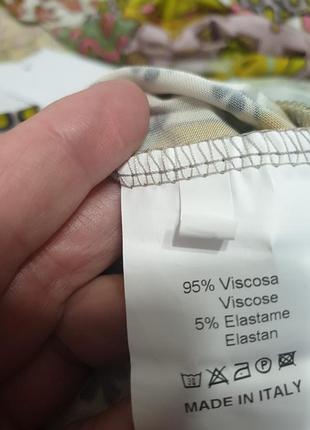 95% Viscosa
Viscose
5% Elastame
Elastan
MADE IN ITALY